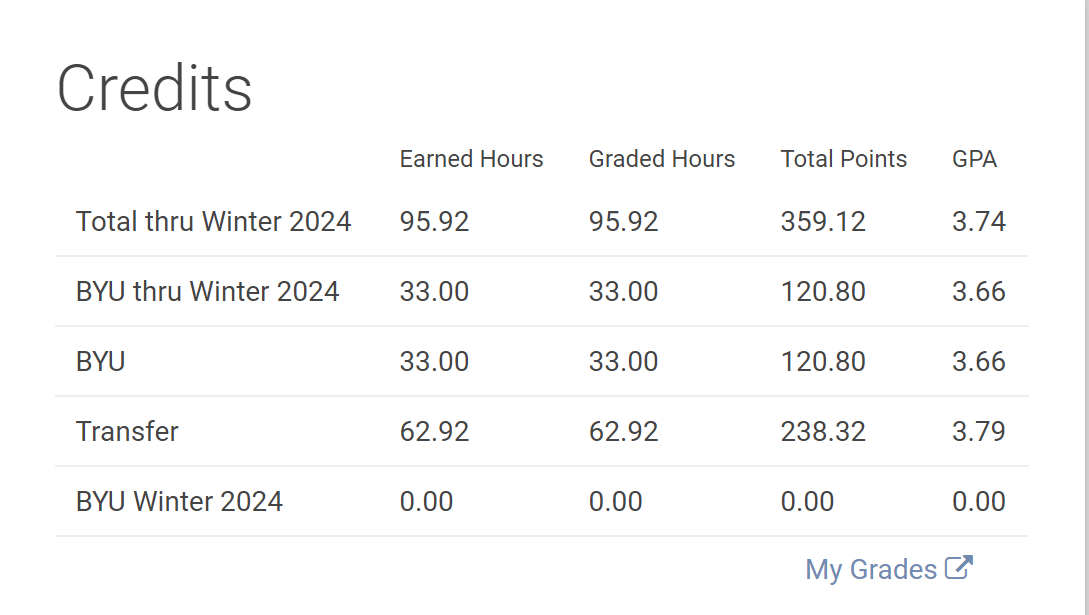 Credits
Earned Hours Graded Hours Total Points GPA
Total thru Winter 2024 95.92 95.92 359.12 3.74
BYU thru Winter 2024 33.00 33.00 120.80 3.66
BYU 33.00 33.00 120.80 3.66
Transfer 62.92 62.92 238.32 3.79
BYU Winter 2024 0.00 0.00 0.00 0.00
My Grades